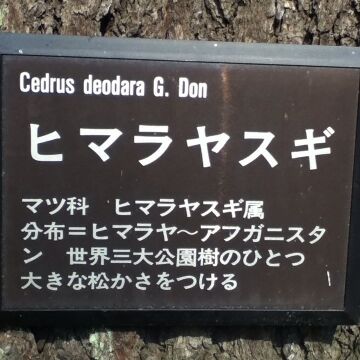 Cedrus deodara G. Don
ヒマラヤスギ
マツ科　ヒマラヤスギ属
分布＝ヒマラヤ〜アフガニスタ
ン　世界三大公園樹のひとつ
大きな松かさをつける